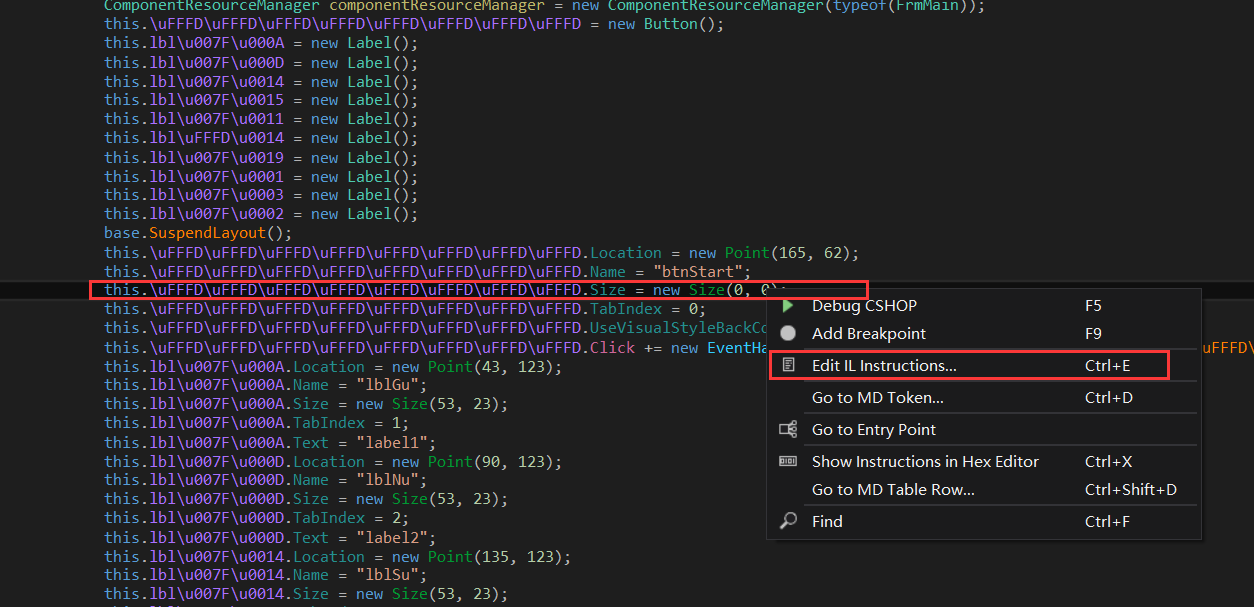 ComponentResourceManager componentResourceManager = new ComponentResourceManager(typeof(FrmMain));
this.\uFFFD\uFFFD\uFFFD\uFFFD\uFFFD\uFFFD\uFFFD\uFFFD = new Button();
this.lbl\u007F\u000A = new Label();
this.lbl\u007F\u000D = new Label();
this.lbl\u007F\u0014 = new Label();
this.lbl\u007F\u0015 = new Label();
this.lbl\u007F\u0011 = new Label();
this.lbl\uFFFD\u0014 = new Label();
this.lbl\u007F\u0019 = new Label();
this.lbl\u007F\u0001 = new Label();
this.lbl\u007F\u0003 = new Label();
this.lbl\u007F\u0002 = new Label();
base.SuspendLayout();
this.\uFFFD\uFFFD\uFFFD\uFFFD\uFFFD\uFFFD\uFFFD\uFFFD.Location = new Point(165, 62);
this.\uFFFD\uFFFD\uFFFD\uFFFD\uFFFD\uFFFD\uFFFD\uFFFD.Name = "btnStart";
this.\uFFFD\uFFFD\uFFFD\uFFFD\uFFFD\uFFFD\uFFFD\uFFFD.Size = new Size(0, 0);
Debug CSHOP F5
this.\uFFFD\uFFFD\uFFFD\uFFFD\uFFFD\uFFFD\uFFFD\uFFFD.TabIndex = 0;
this.\uFFFD\uFFFD\uFFFD\uFFFD\uFFFD\uFFFD\uFFFD\uFFFD.UseVisualStyleBackCo
Add Breakpoint F9
this.\uFFFD\uFFFD\uFFFD\uFFFD\uFFFD\uFFFD\uFFFD\uFFFD.Click += new EventHa uFFFD\
this.lbl\u007F\u000A.Location = new Point(43, 123);
Edit IL Instructions... Ctrl+E
this.lbl\u007F\u000A.Name = "lblGu";
this.lbl\u007F\u000A.Size = new Size(53, 23);
Go to MD Token... Ctrl+D
this.lbl\u007F\u000A.TabIndex = 1;
Go to Entry Point
this.lbl\u007F\u000A.Text = "label1";
this.lbl\u007F\u000D.Location = new Point(90, 123);
Show Instructions in Hex Editor Ctrl+X
this.lbl\u007F\u000D.Name = "lblNu";
Go to MD Table Row... Ctrl+Shift+D
this.lbl\u007F\u000D.Size = new Size(53, 23);
this.lbl\u007F\u000D.TabIndex = 2;
Find Ctrl+F
this.lbl\u007F\u000D.Text = "label2";
this.lbl\u007F\u0014.Location = new Point(135, 123);
this.lbl\u007F\u0014.Name = "lblSu";
this.lbl\u007F\u0014.Size = new Size(53, 23);